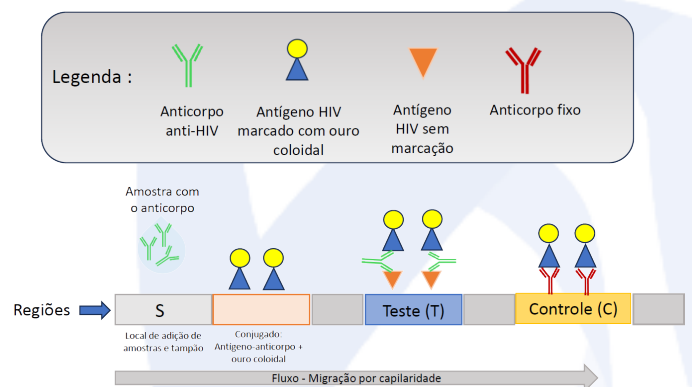 Legenda :
Anticorpo
anti-HIV
Antígeno HIV
marcado com ouro
coloidal
Antígeno
HIV sem
marcação
Anticorpo fixo
Amostra com
o anticorpo
Regiões
S
Teste (T)
Controle (C)
Local de adição de
amostras e tampão
Conjugado:
Antígeno-anticorpo +
ouro coloidal
Fluxo - Migração por capilaridade